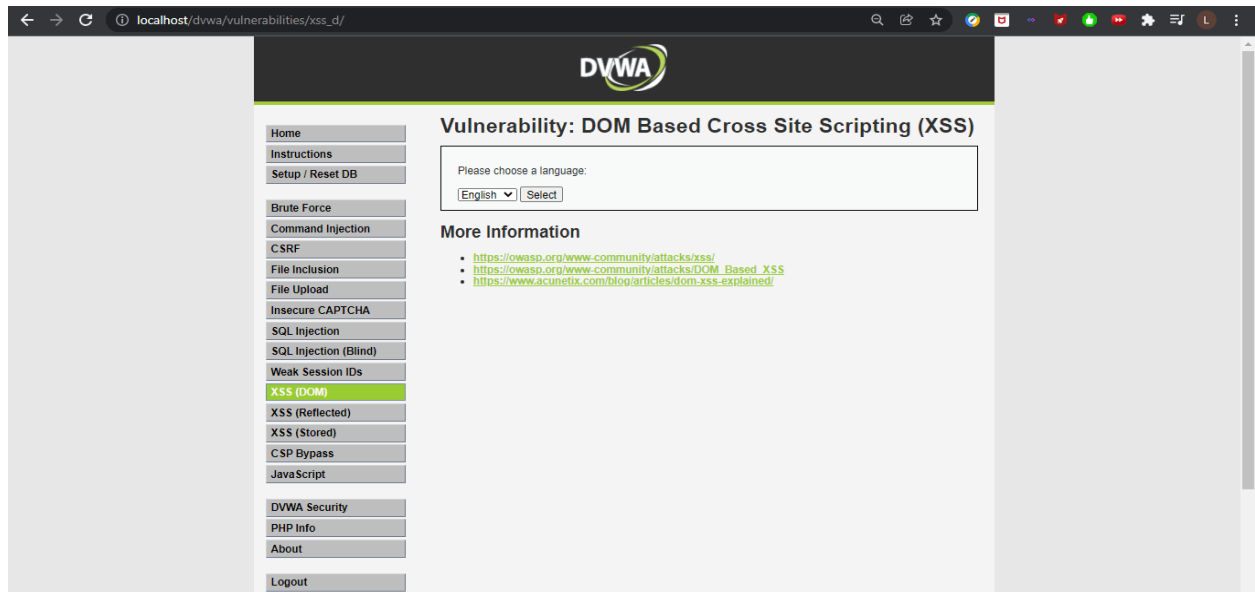 localhost/dvwa/vulnerabilities/xss_d/
L
DVWA
Home
Instructions
Setup / Reset DB
Brute Force
Command Injection
CSRF
File Inclusion
File Upload
Insecure CAPTCHA
SQL Injection
SQL Injection (Blind)
Weak Session IDs
XSS (DOM)
XSS (Reflected)
XSS (Stored)
CSP Bypass
JavaScript
DVWA Security
PHP Info
About
Logout
Vulnerability: DOM Based Cross Site Scripting (XSS)
Please choose a language:
English Select
More Information
https://owasp.org/www-community/attacks/xss/
https://owasp.org/www-community/attacks/DOM_Based_XSS
https://www.acunetix.com/blog/articles/dom-xss-explained/